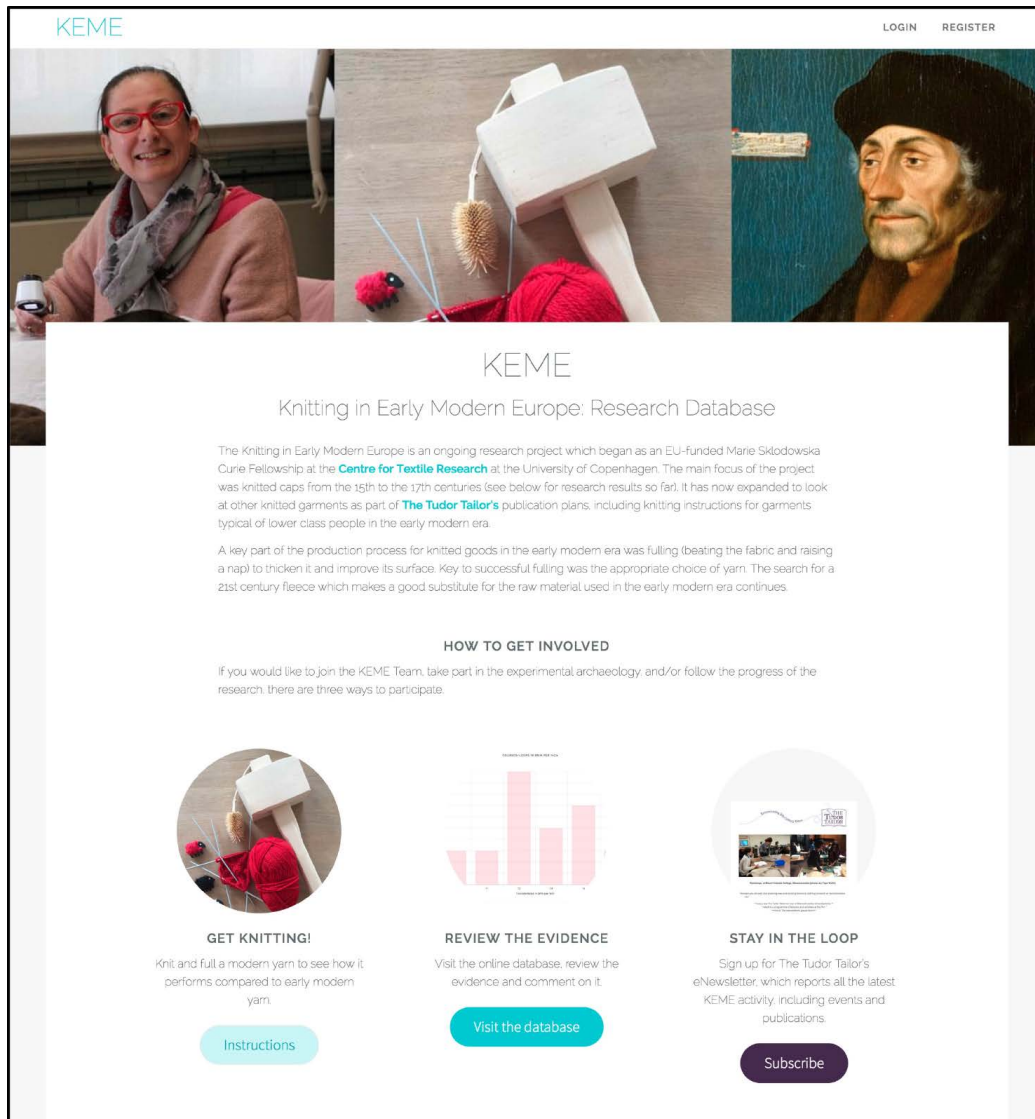 KEME
LOGIN REGISTER
KEME
Knitting in Early Modern Europe: Research Database
The Knitting in Early Modern Europe is an ongoing research project which began as an EU-funded Marie Sklodowska
Curie Fellowship at the Centre for Textile Research at the University of Copenhagen. The main focus of the project
was knitted caps from the 15th to the 17th centuries (see below for research results so far). It has now expanded to look
at other knitted garments as part of The Tudor Tailor's publication plans, including knitting instructions for garments
typical of lower class people in the early modern era.
A key part of the production process for knitted goods in the early modern era was fulling (beating the fabric and raising
a nap) to thicken it and improve its surface. Key to successful fulling was the appropriate choice of yarn. The search for a
21st century fleece which makes a good substitute for the raw material used in the early modern era continues.
HOW TO GET INVOLVED
If you would like to join the KEME Team, take part in the experimental archaeology, and/or follow the progress of the
research, there are three ways to participate.
THE
TUDOR
TAILOR
GET KNITTING!
Knit and full a modern yarn to see how it
performs compared to early modern
yarn.
Instructions
REVIEW THE EVIDENCE
Visit the online database, review the
evidence and comment on it.
Visit the database
STAY IN THE LOOP
Sign up for The Tudor Tailor's
eNewsletter, which reports all the latest
KEME activity, including events and
publications.
Subscribe